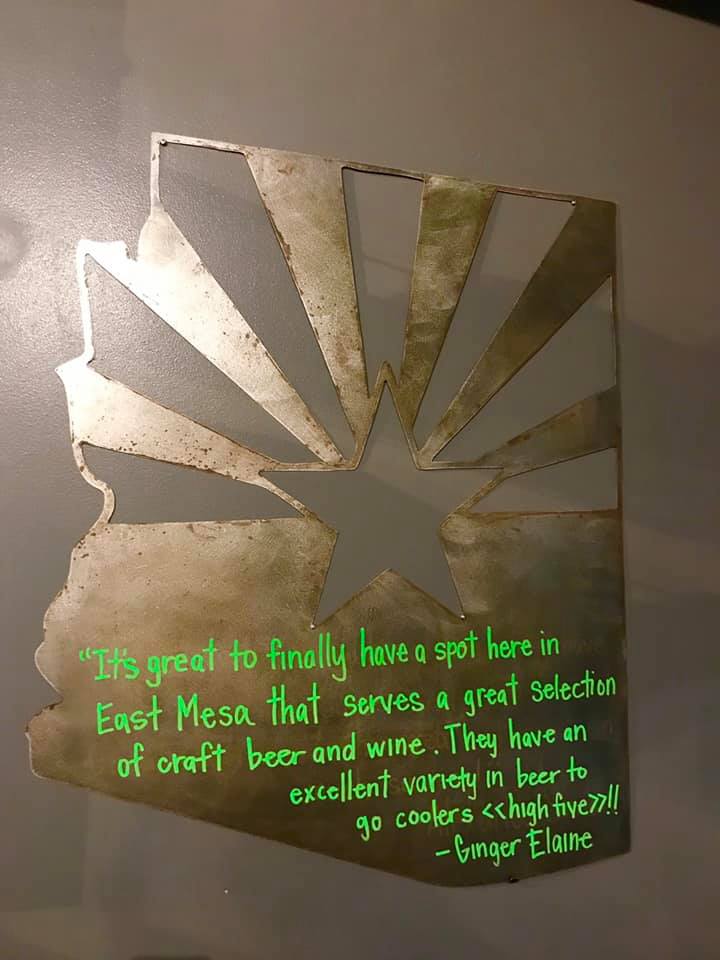 "It's great to finally have a spot here in
East Mesa that serves a great selection
of craft beer and wine. They have an
excellent variety in beer to
go coolers <<high five>>!!
- Ginger Elaine